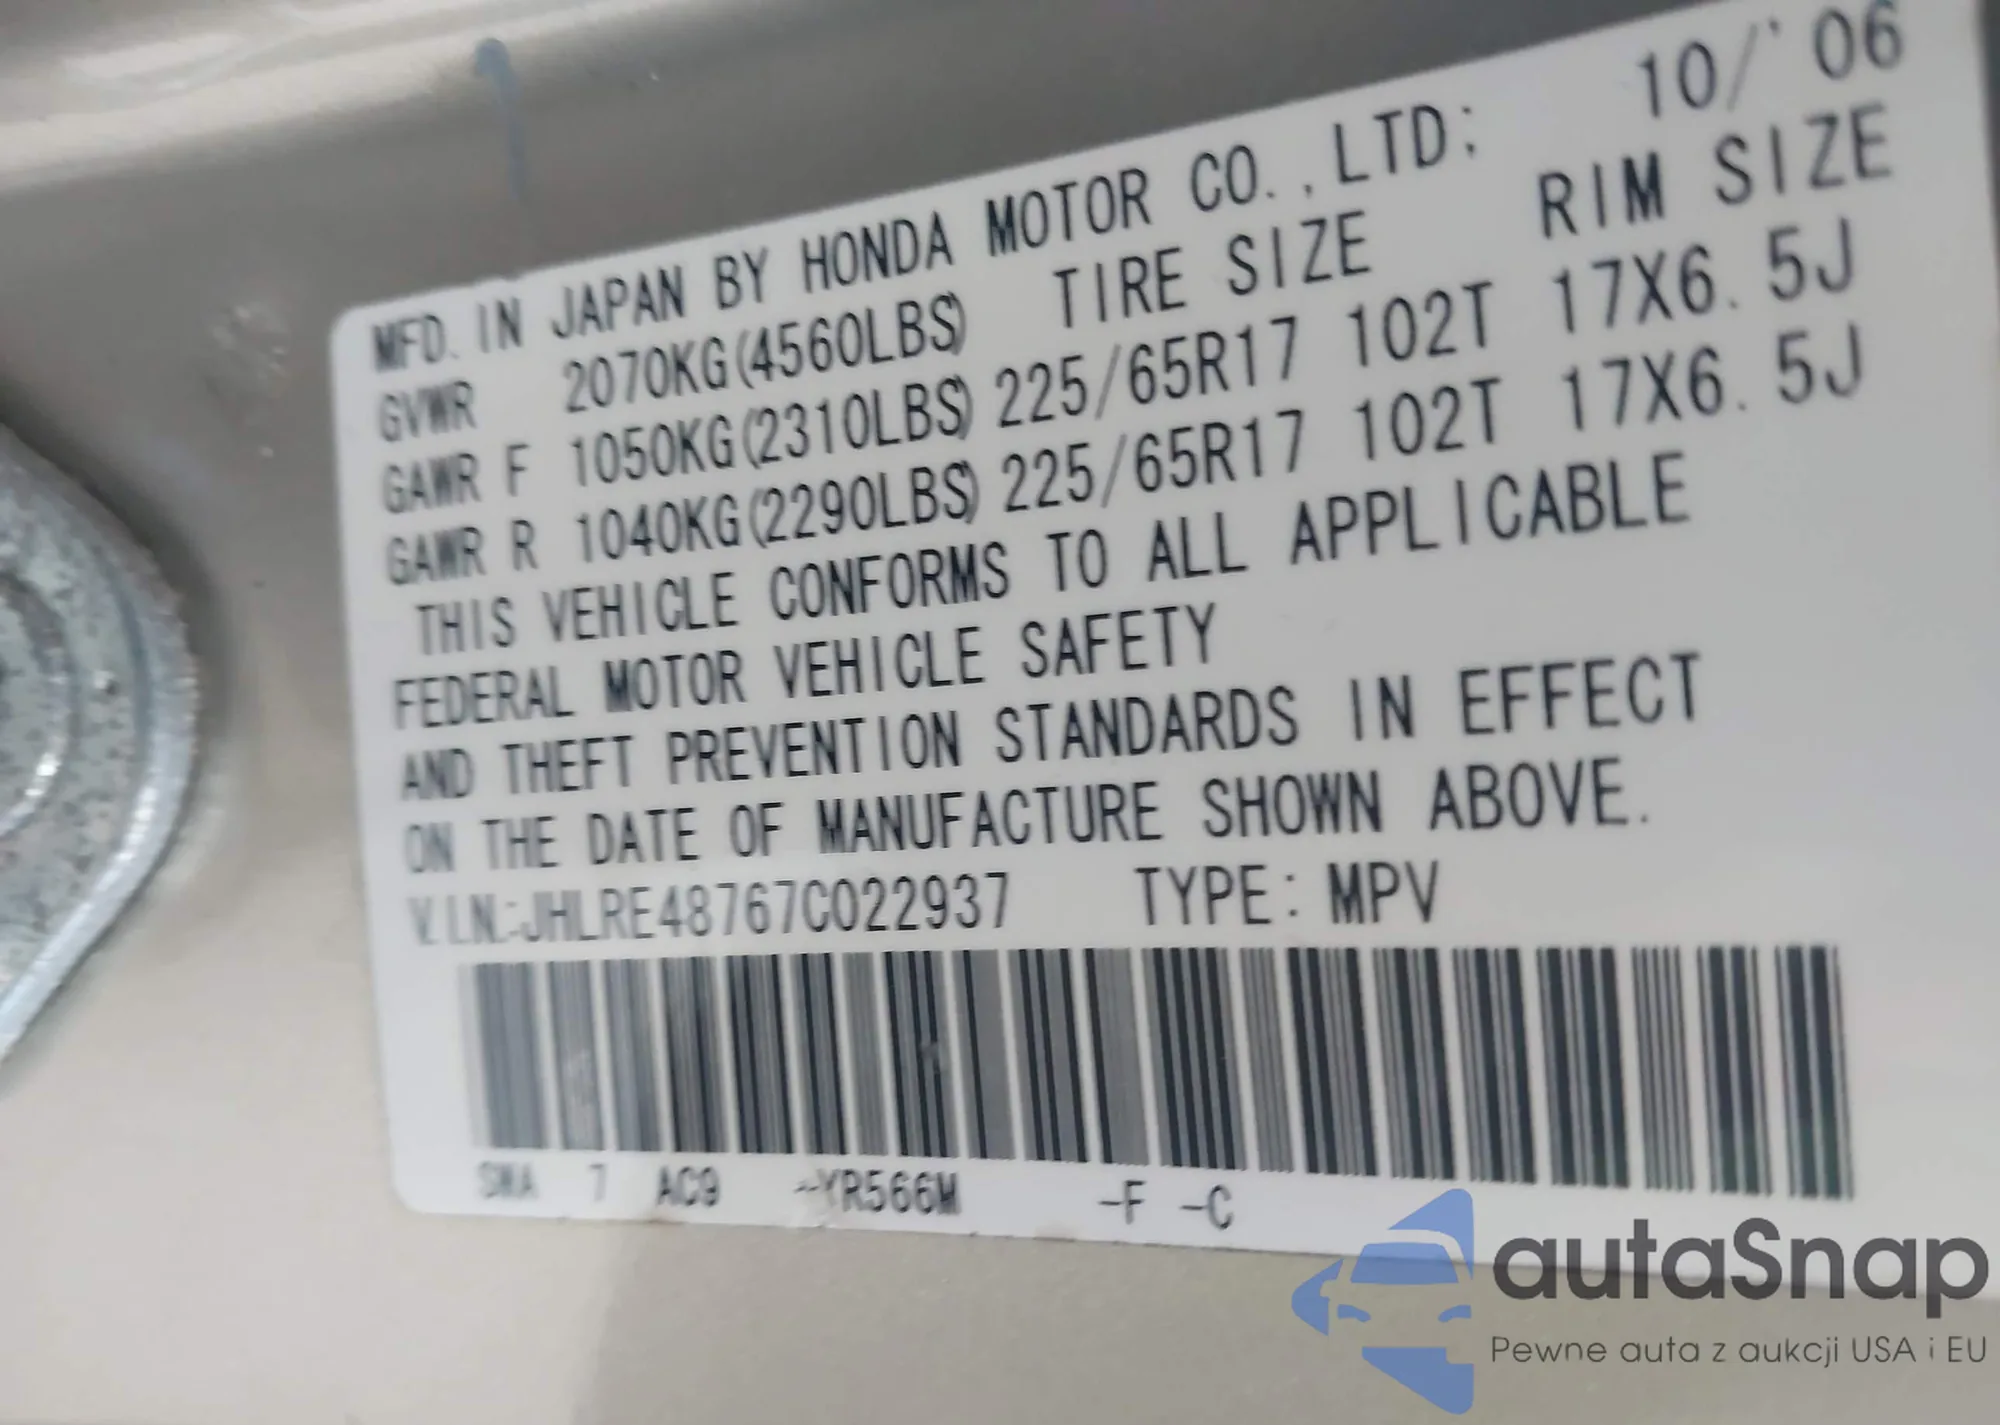 MFD. IN JAPAN BY HONDA MOTOR CO.,LTD; 10/'06
GVWR 2070KG(4560LBS) TIRE SIZE RIM SIZE
GAWR F 1050KG(2310LBS) 225/65R17 102T 17X6.5J
GAWR R 1040KG(2290LBS) 225/65R17 102T 17X6.5J
THIS VEHICLE CONFORMS TO ALL APPLICABLE
FEDERAL MOTOR VEHICLE SAFETY
AND THEFT PREVENTION STANDARDS IN EFFECT
ON THE DATE OF MANUFACTURE SHOWN ABOVE.
V.I.N.:JHLRE48767C022937 TYPE: MPV
SWA 7 AC9 -YR566M -F -C
autaSnap
Pewne auta z aukcji USA i EU